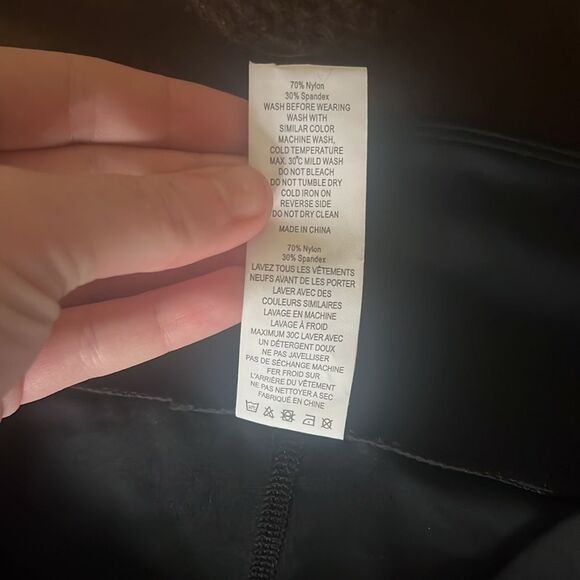 70% Nylon
30% Spandex
WASH BEFORE WEARING
WASH WITH
SIMILAR COLOR
MACHINE WASH,
COLD TEMPERATURE
MAX. 30°C MILD WASH
DO NOT BLEACH
DO NOT TUMBLE DRY
COLD IRON ON
REVERSE SIDE
DO NOT DRY CLEAN
MADE IN CHINA
70% Nylon
30% Spandex
LAVEZ TOUS LES VÊTEMENTS
NEUFS AVANT DE LES PORTER
LAVER AVEC DES
COULEURS SIMILAIRES
LAVAGE EN MACHINE
LAVAGE À FROID
MAXIMUM 30C LAVER AVEC
UN DÉTERGENT DOUX
NE PAS JAVELLISER
PAS DE SÉCHANGE MACHINE
FER FROID SUR
L'ARRIÈRE DU VÊTEMENT
NE PAS NETTOYER A SEC
FABRIQUÉ EN CHINE